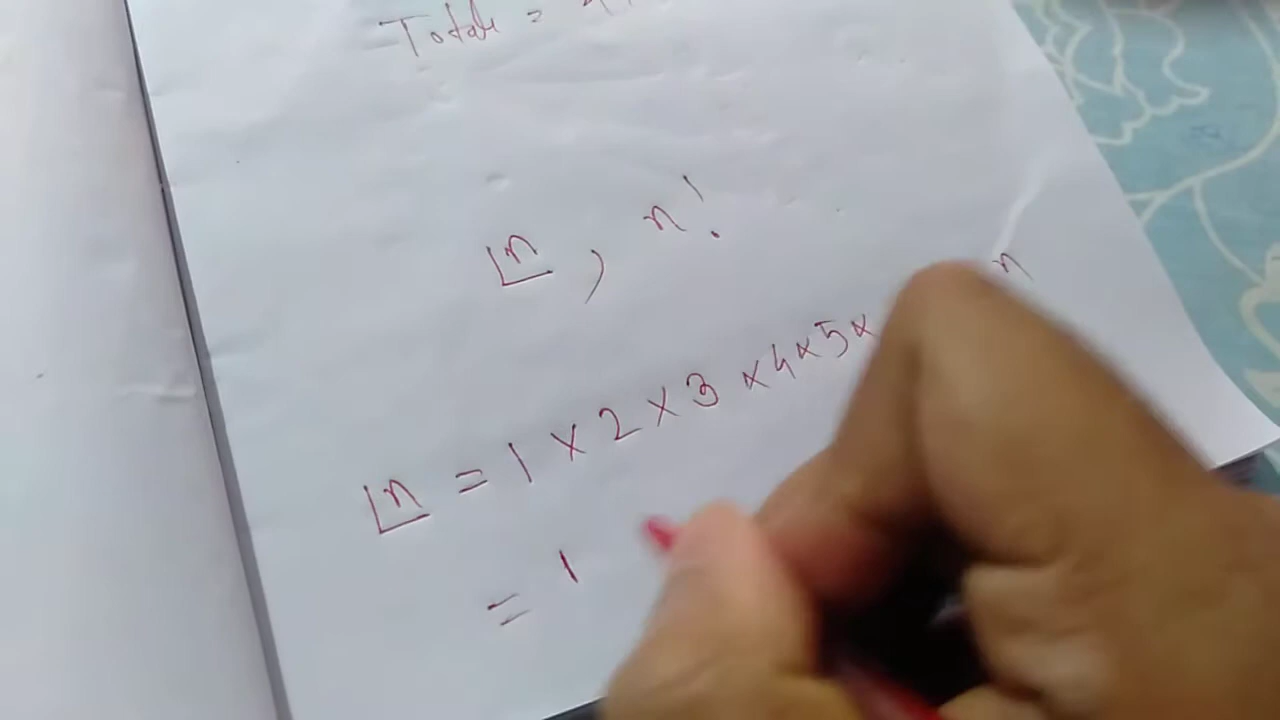 Total =
⌊n , n!
⌊n = 1 x 2 x 3 x 4 x 5 x n
= 1